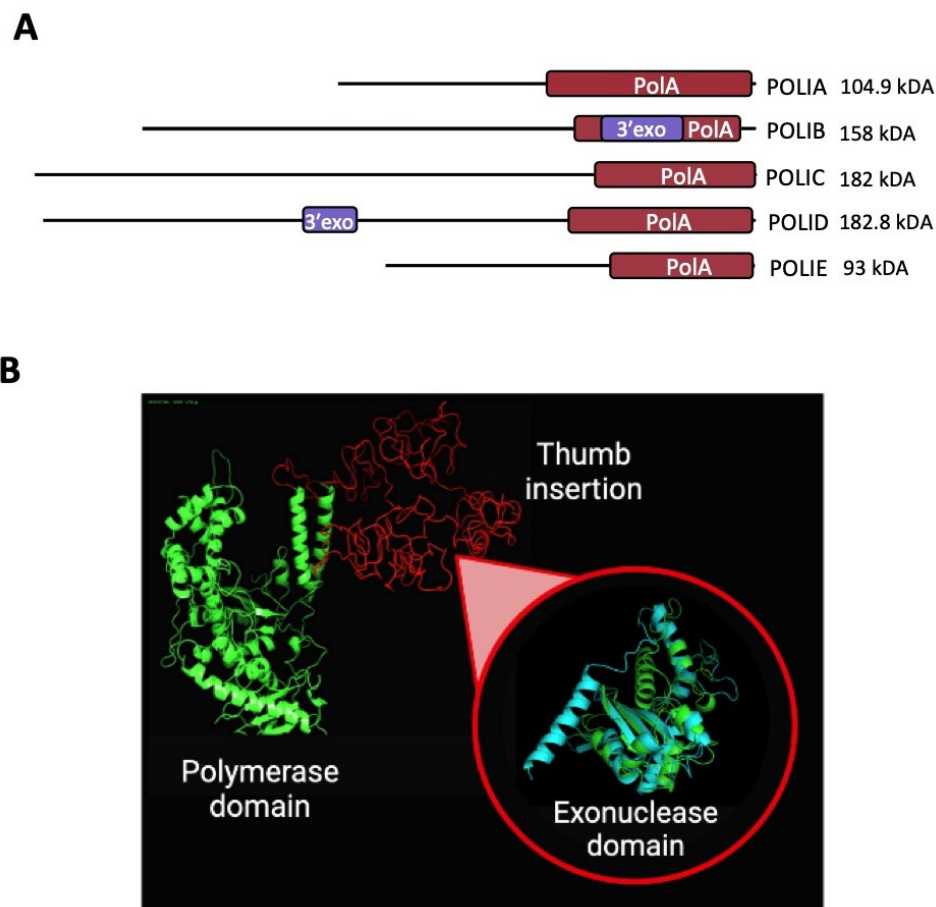 A
PolA POLIA 104.9 kDA
3'exo PolA POLIB 158 kDA
PolA POLIC 182 kDA
3'exo PolA POLID 182.8 kDA
PolA POLIE 93 kDA
B
Thumb
insertion
Polymerase
domain
Exonuclease
domain